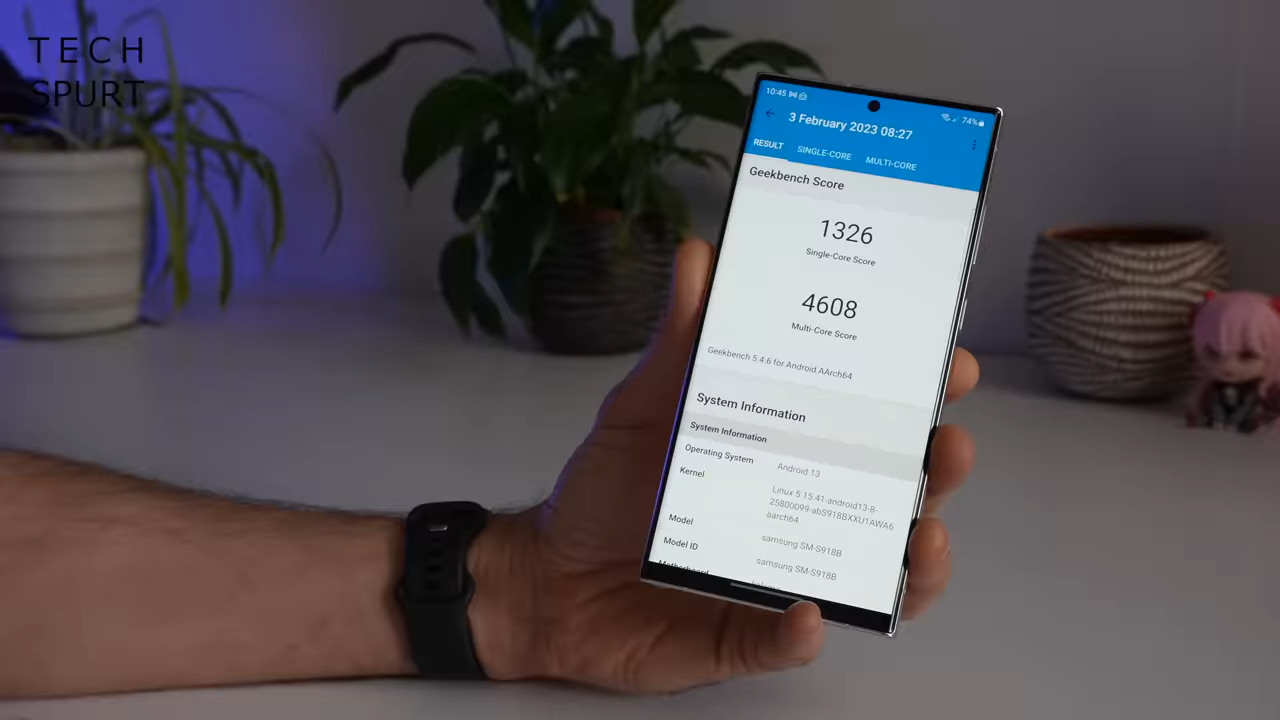 TECH
SPURT
10:45
74%
3 February 2023 08:27
RESULT SINGLE-CORE MULTI-CORE
Geekbench Score
1326
Single-Core Score
4608
Multi-Core Score
Geekbench 5.4.6 for Android AArch64
System Information
System Information
Operating System Android 13
Kernel Linux 5.15.41-android13-8-
25800099-abS918BXXU1AWA6
aarch64
Model samsung SM-S918B
Model ID samsung SM-S918B
Motherboard kalama